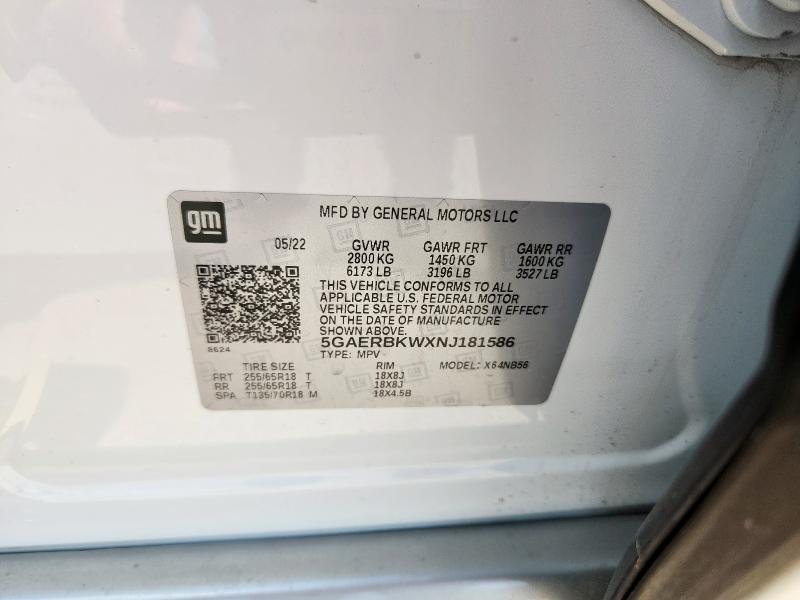 gm
MFD BY GENERAL MOTORS LLC
05/22 GVWR GAWR FRT GAWR RR
2800 KG 1450 KG 1600 KG
6173 LB 3196 LB 3527 LB
THIS VEHICLE CONFORMS TO ALL
APPLICABLE U.S. FEDERAL MOTOR
VEHICLE SAFETY STANDARDS IN EFFECT
ON THE DATE OF MANUFACTURE
SHOWN ABOVE.
8624
5GAERBKWXNJ181586
TYPE: MPV MODEL: X64NB56
TIRE SIZE RIM
FRT 255/65R18 T 18X8J
RR 255/65R18 T 18X8J
SPA T135/70R18 M 18X4.5B